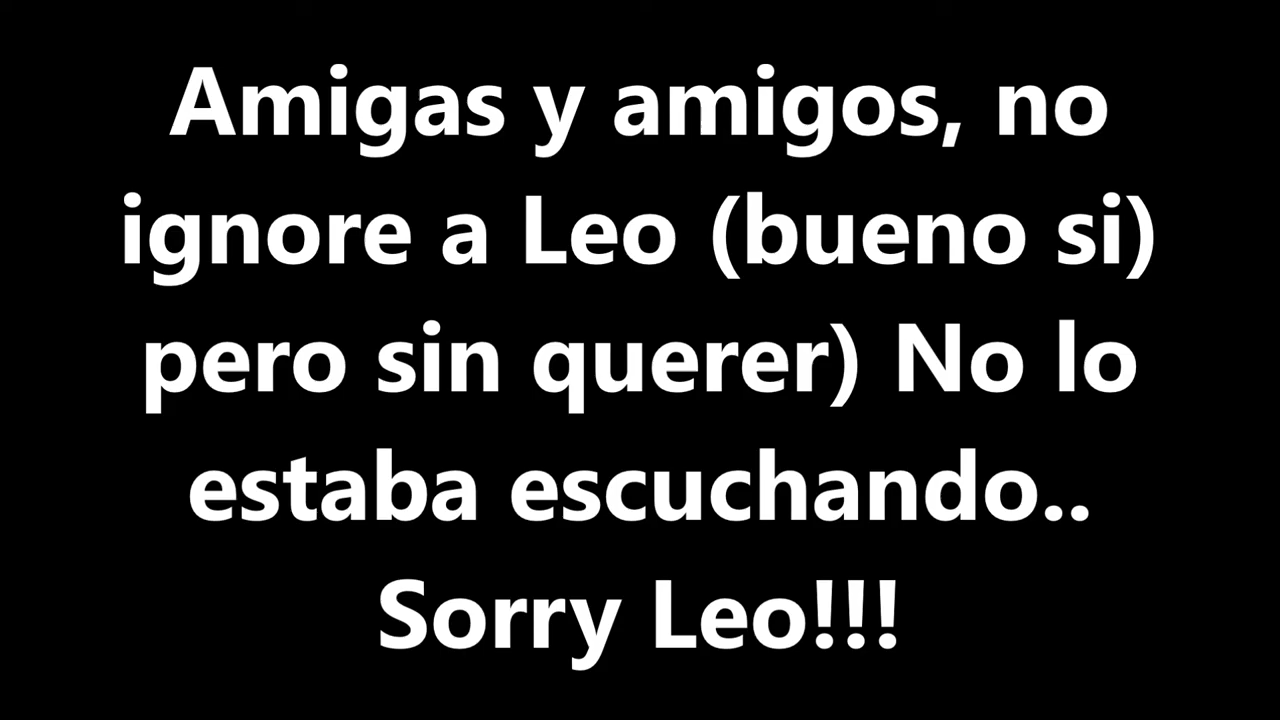 Amigas y amigos, no
ignore a Leo (bueno si)
pero sin querer) No lo
estaba escuchando..
Sorry Leo!!!